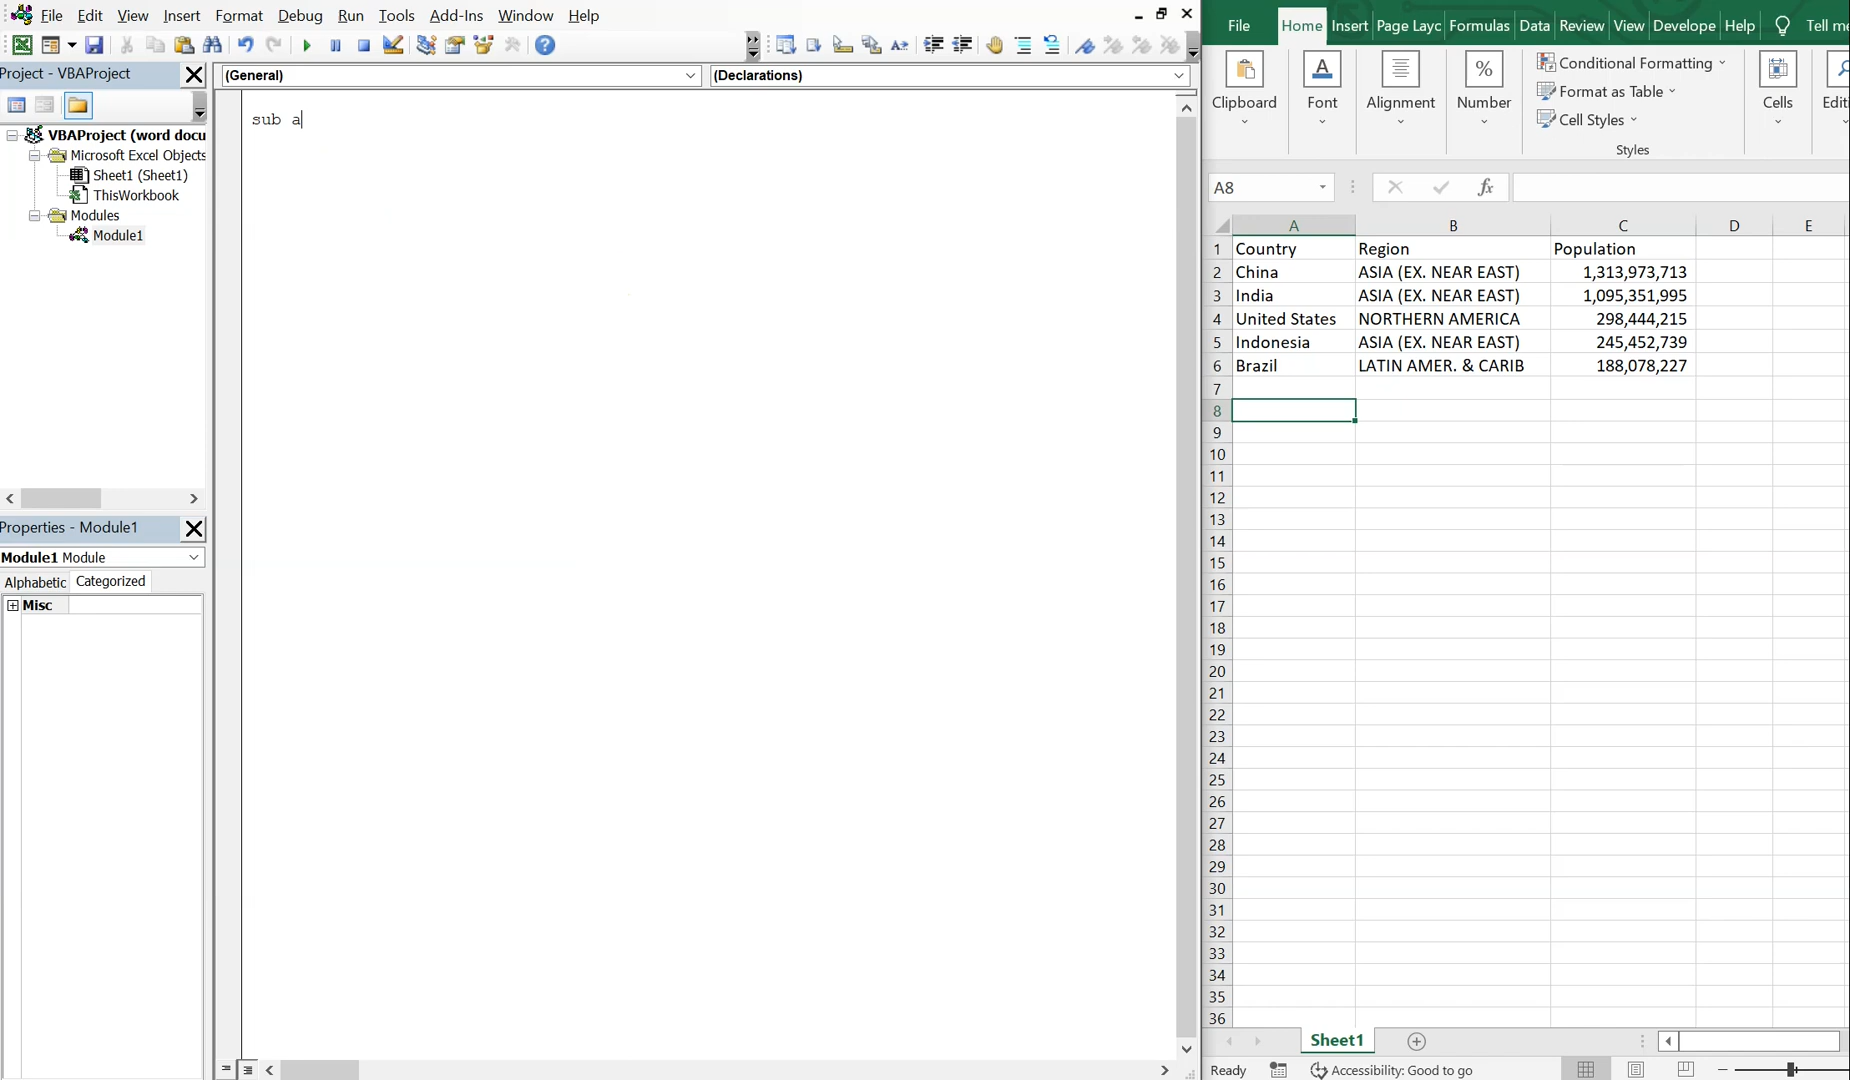 File Edit View Insert Format Debug Run Tools Add-Ins Window Help
Project - VBAProject
(General) (Declarations)
sub a
VBAProject (word docu
Microsoft Excel Objects
Sheet1 (Sheet1)
ThisWorkbook
Modules
Module1
Properties - Module1
Module1 Module
Alphabetic Categorized
Misc
File Home Insert Page Layc Formulas Data Review View Develope Help Tell me
Clipboard Font Alignment Number Cells Editi
Conditional Formatting
Format as Table
Cell Styles
Styles
A8 fx
A B C D E
1 Country Region Population
2 China ASIA (EX. NEAR EAST) 1,313,973,713
3 India ASIA (EX. NEAR EAST) 1,095,351,995
4 United States NORTHERN AMERICA 298,444,215
5 Indonesia ASIA (EX. NEAR EAST) 245,452,739
6 Brazil LATIN AMER. & CARIB 188,078,227
7
8
9
10
11
12
13
14
15
16
17
18
19
20
21
22
23
24
25
26
27
28
29
30
31
32
33
34
35
36
Sheet1
Ready Accessibility: Good to go